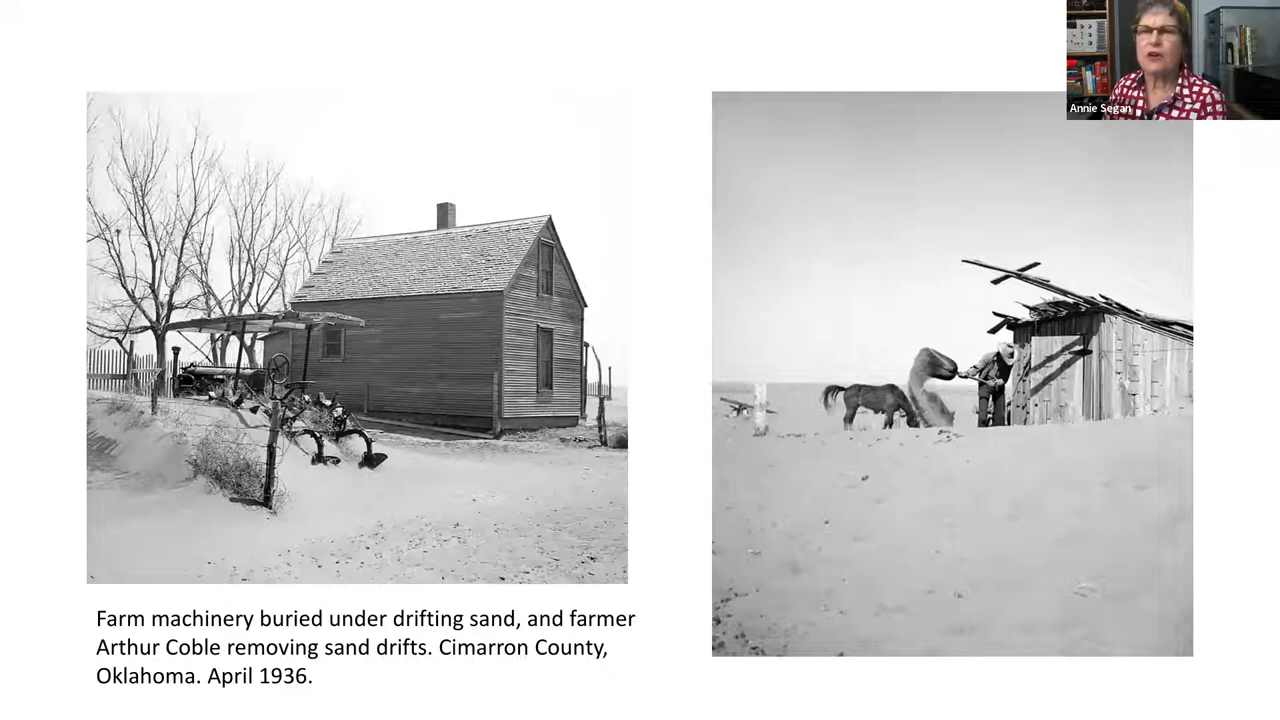 Annie Segan
Farm machinery buried under drifting sand, and farmer
Arthur Coble removing sand drifts. Cimarron County,
Oklahoma. April 1936.